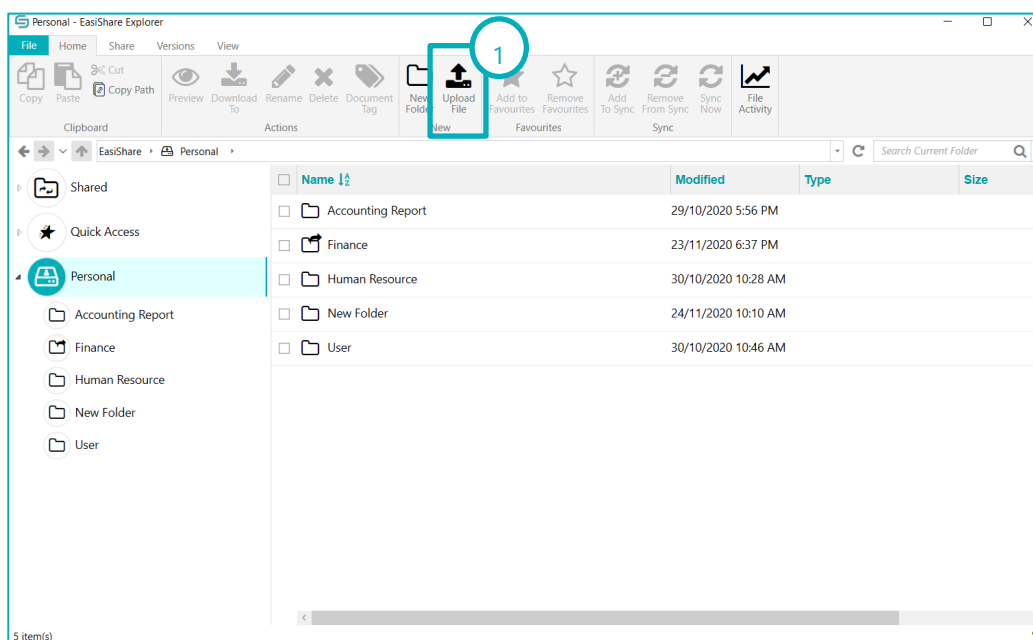 Personal - EasiShare Explorer
File Home Share Versions View
1
Copy
Paste
Cut
Copy Path
Clipboard
Preview
Download To
Rename
Delete
Document Tag
Actions
New Folder
Upload File
New
Add to Favourites
Remove Favourites
Favourites
Add To Sync
Remove From Sync
Sync Now
Sync
File Activity
EasiShare Personal
Search Current Folder
Shared
Quick Access
Personal
Accounting Report
Finance
Human Resource
New Folder
User
Name Modified Type Size
Accounting Report 29/10/2020 5:56 PM
Finance 23/11/2020 6:37 PM
Human Resource 30/10/2020 10:28 AM
New Folder 24/11/2020 10:10 AM
User 30/10/2020 10:46 AM
5 item(s)